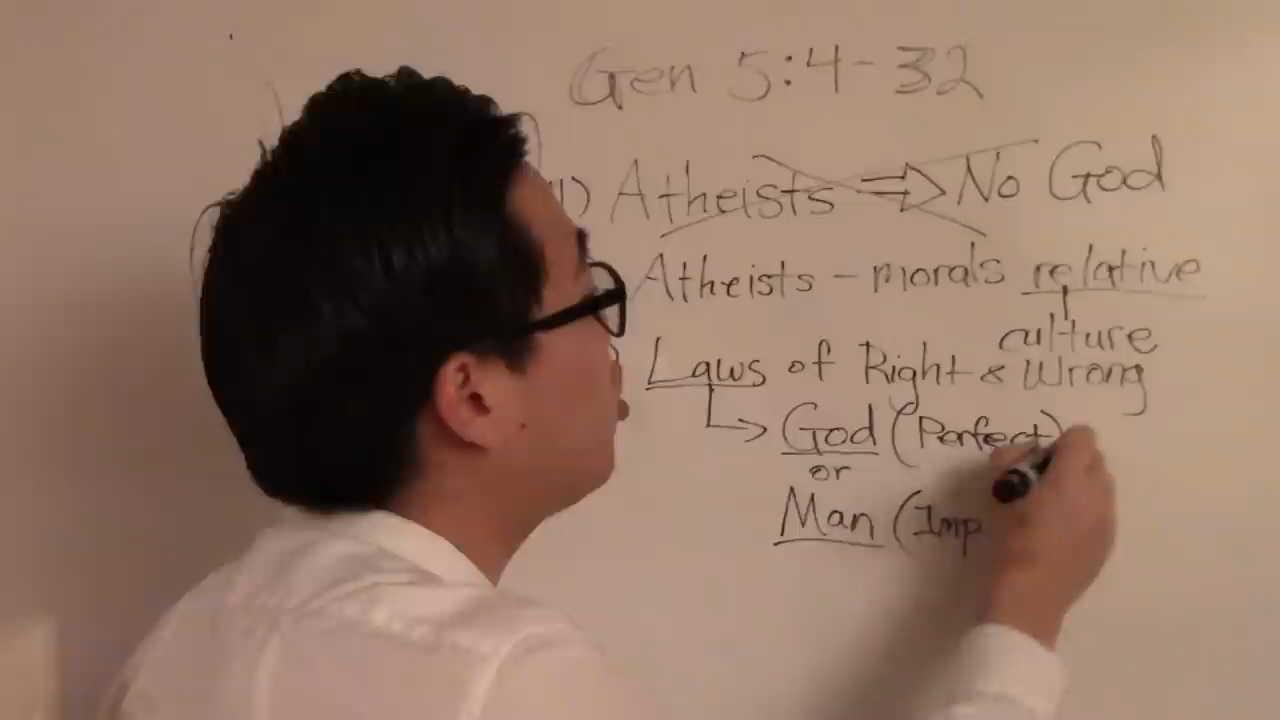 Gen 5:4-32
1) Atheists ⇒ No God
Atheists - morals relative
culture
Laws of Right & Wrong
↳ God (Perfect)
or
Man (Imp